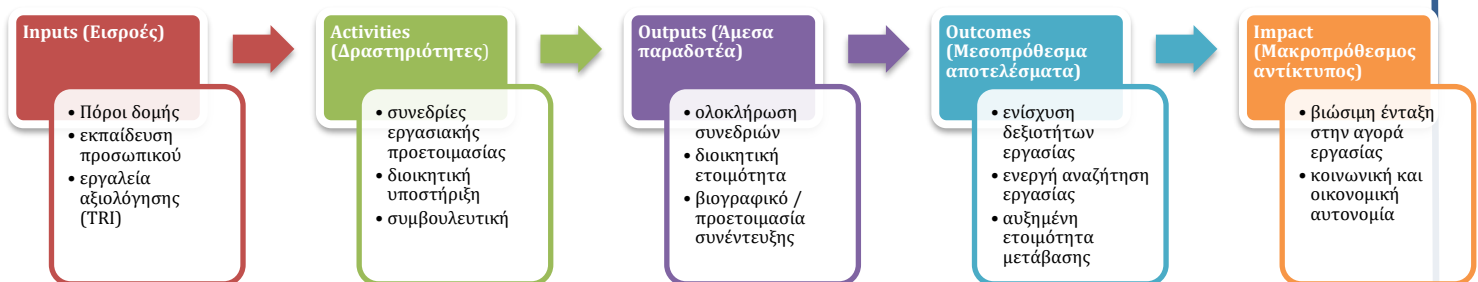 Inputs (Εισροές)
• Πόροι δομής
• εκπαίδευση
προσωπικού
• εργαλεία
αξιολόγησης
(TRI)
Activities
(Δραστηριότητες)
• συνεδρίες
εργασιακής
προετοιμασίας
• διοικητική
υποστήριξη
• συμβουλευτική
Outputs (Άμεσα
παραδοτέα)
• ολοκλήρωση
συνεδριών
• διοικητική
ετοιμότητα
• βιογραφικό /
προετοιμασία
συνέντευξης
Outcomes
(Μεσοπρόθεσμα
αποτελέσματα)
• ενίσχυση
δεξιοτήτων
εργασίας
• ενεργή αναζήτηση
εργασίας
• αυξημένη
ετοιμότητα
μετάβασης
Impact
(Μακροπρόθεσμος
αντίκτυπος)
• βιώσιμη ένταξη
στην αγορά
εργασίας
• κοινωνική και
οικονομική
αυτονομία